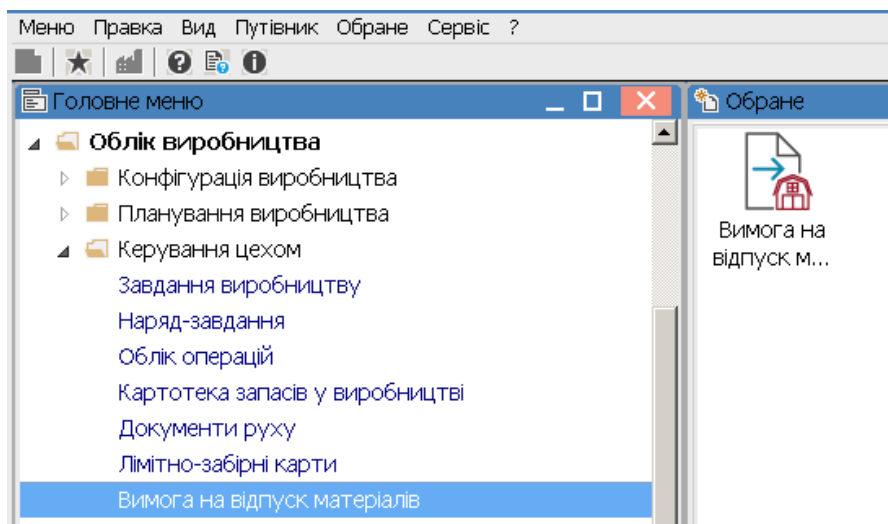 Меню Правка Вид Путівник Обране Сервіс ?
Головне меню
Облік виробництва
Конфігурація виробництва
Планування виробництва
Керування цехом
Завдання виробництву
Наряд-завдання
Облік операцій
Картотека запасів у виробництві
Документи руху
Лімітно-забірні карти
Вимога на відпуск матеріалів
Обране
Вимога на
відпуск м...